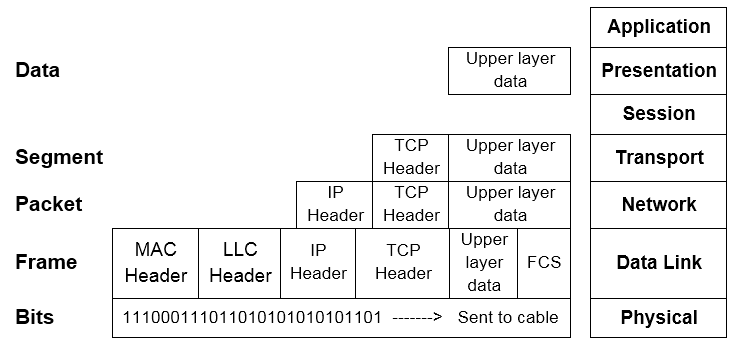 Application
Data
Upper layer
data
Presentation
Session
Segment
TCP
Header
Upper layer
data
Transport
Packet
IP
Header
TCP
Header
Upper layer
data
Network
Frame
MAC
Header
LLC
Header
IP
Header
TCP
Header
Upper
layer
data
FCS
Data Link
Bits
1110001110110101010101010101101 -------> Sent to cable
Physical